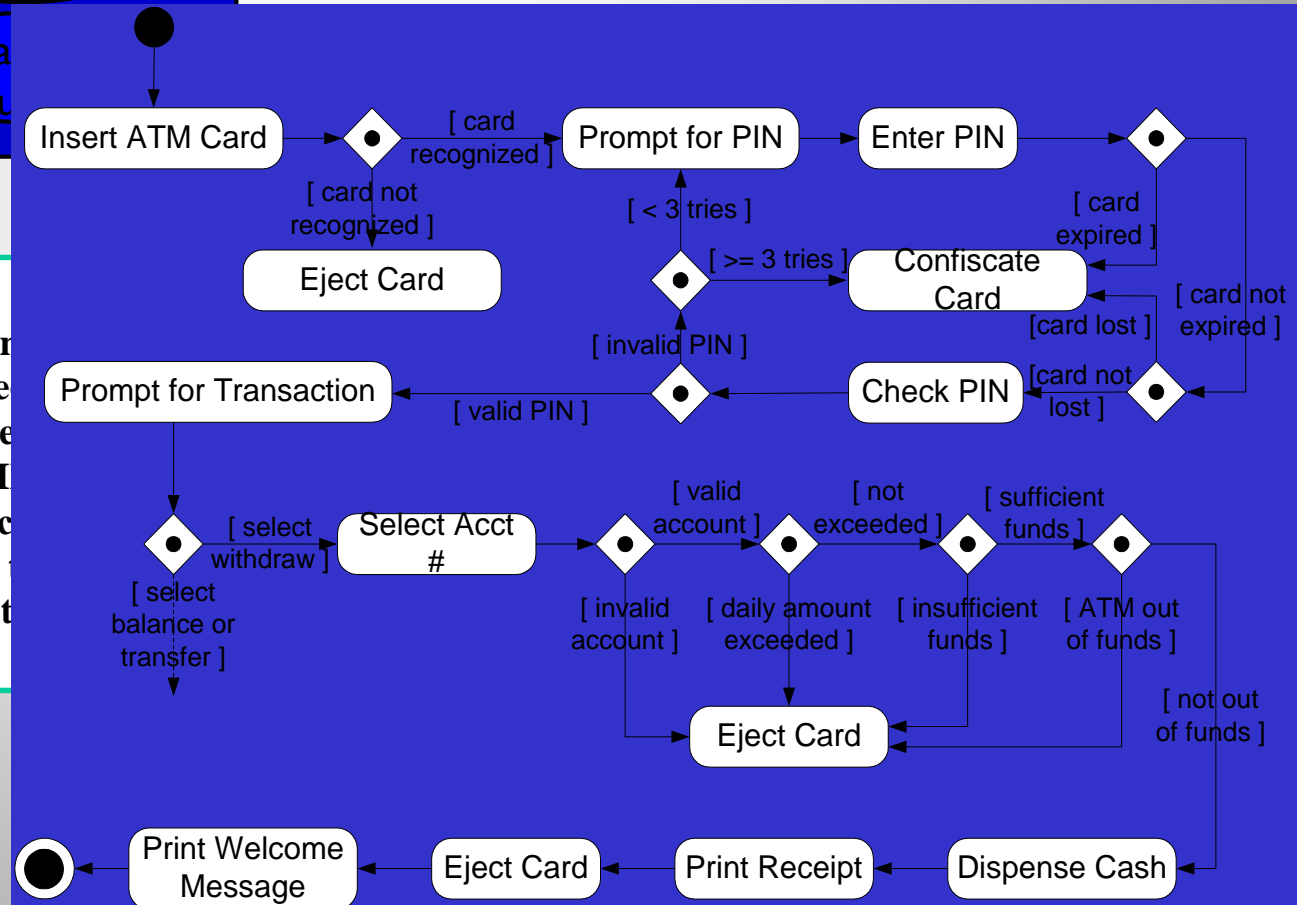 Insert ATM Card
[ card
recognized ]
Prompt for PIN
Enter PIN
[ card not
recognized ]
[ < 3 tries ]
[ card
expired ]
Eject Card
[ >= 3 tries ]
Confiscate
Card
[ card not
expired ]
[card lost ]
[ invalid PIN ]
Prompt for Transaction
[ valid PIN ]
Check PIN
[card not
lost ]
[ select
withdraw ]
Select Acct
#
[ valid
account ]
[ not
exceeded ]
[ sufficient
funds ]
[ select
balance or
transfer ]
[ invalid
account ]
[ daily amount
exceeded ]
[ insufficient
funds ]
[ ATM out
of funds ]
[ not out
of funds ]
Eject Card
Print Welcome
Message
Eject Card
Print Receipt
Dispense Cash